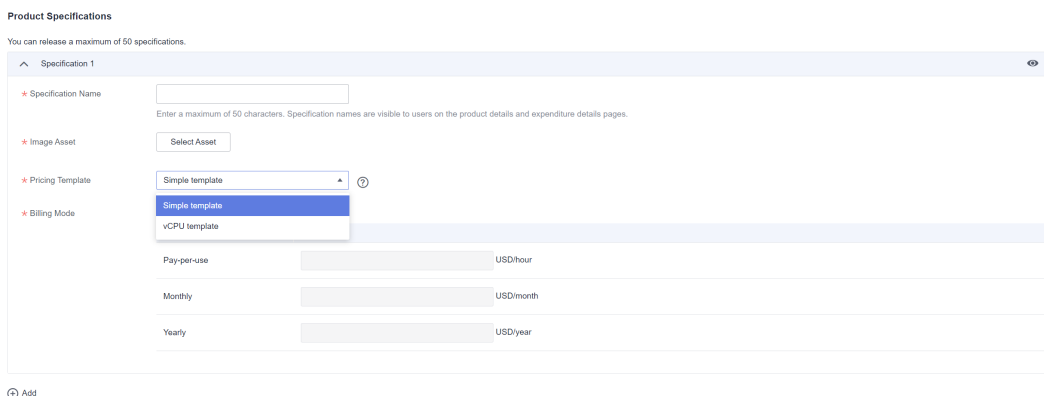 Product Specifications
You can release a maximum of 50 specifications.
Specification 1
* Specification Name
Enter a maximum of 50 characters. Specification names are visible to users on the product details and expenditure details pages.
* Image Asset Select Asset
* Pricing Template Simple template ?
Simple template
* Billing Mode
vCPU template
Pay-per-use USD/hour
Monthly USD/month
Yearly USD/year
Add